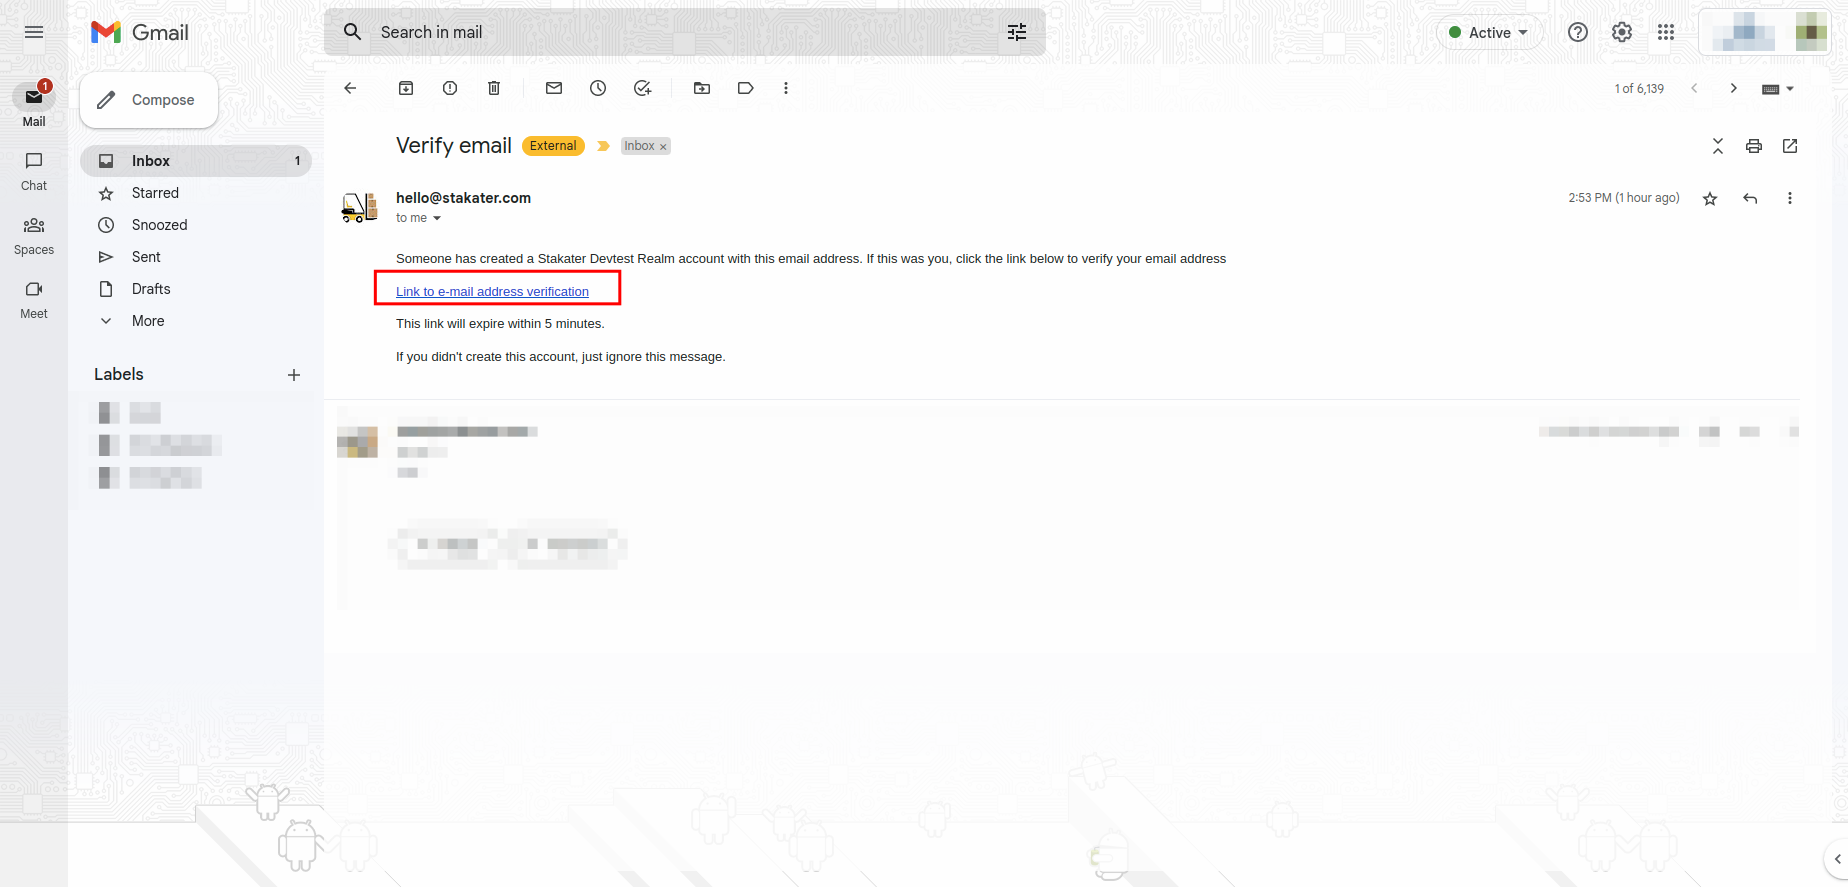 Gmail
Search in mail
Active
1
Mail
Compose
1 of 6,139
Inbox 1
Verify email External Inbox ×
Chat
Starred
hello@stakater.com 2:53 PM (1 hour ago)
to me
Snoozed
Spaces
Sent
Someone has created a Stakater Devtest Realm account with this email address. If this was you, click the link below to verify your email address
Drafts
Link to e-mail address verification
Meet
More
This link will expire within 5 minutes.
If you didn't create this account, just ignore this message.
Labels